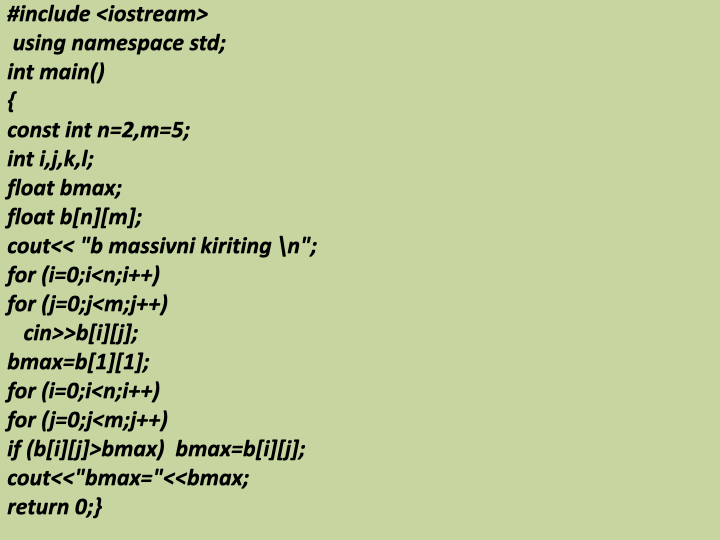 #include <iostream>
using namespace std;
int main()
{
const int n=2,m=5;
int i,j,k,l;
float bmax;
float b[n][m];
cout<< "b massivni kiriting \n";
for (i=0;i<n;i++)
for (j=0;j<m;j++)
cin>>b[i][j];
bmax=b[1][1];
for (i=0;i<n;i++)
for (j=0;j<m;j++)
if (b[i][j]>bmax)  bmax=b[i][j];
cout<<"bmax="<<bmax;
return 0;}